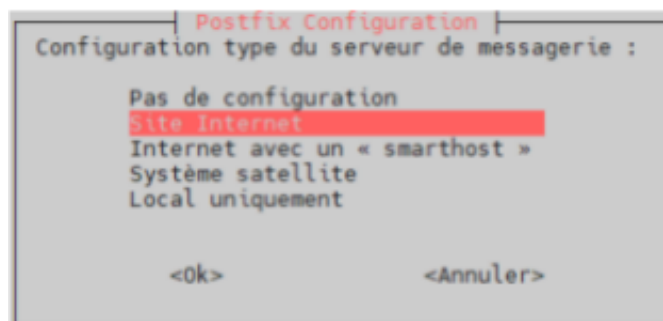 Postfix Configuration
Configuration type du serveur de messagerie :
Pas de configuration
Site Internet
Internet avec un « smarthost »
Système satellite
Local uniquement
<Ok> <Annuler>